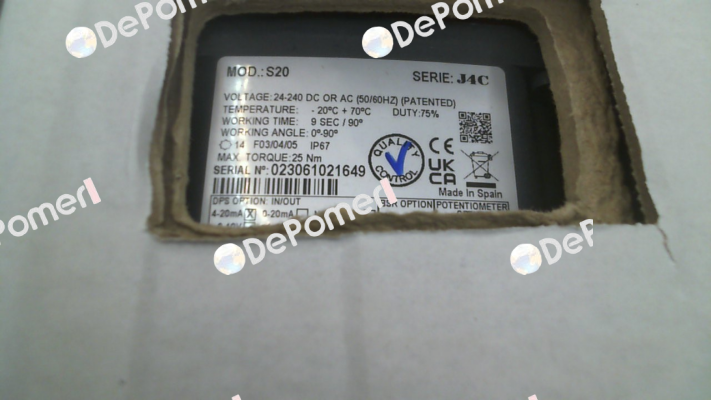 MOD.: S20 SERIE: J4C
VOLTAGE: 24-240 DC OR AC (50/60HZ) (PATENTED)
TEMPERATURE: - 20ºC + 70ºC DUTY: 75%
WORKING TIME: 9 SEC / 90º
WORKING ANGLE: 0º-90º
14 F03/04/05 IP67
MAX. TORQUE: 25 Nm
SERIAL Nº: 023061021649
QUALITY CONTROL
CE
UK CA
Made In Spain
DPS OPTION: IN/OUT
BSR OPTION
POTENTIOMETER
4-20mA X 0-20mA
DePomerl
DePomerl
DePomerl
DePomerl
DePomer